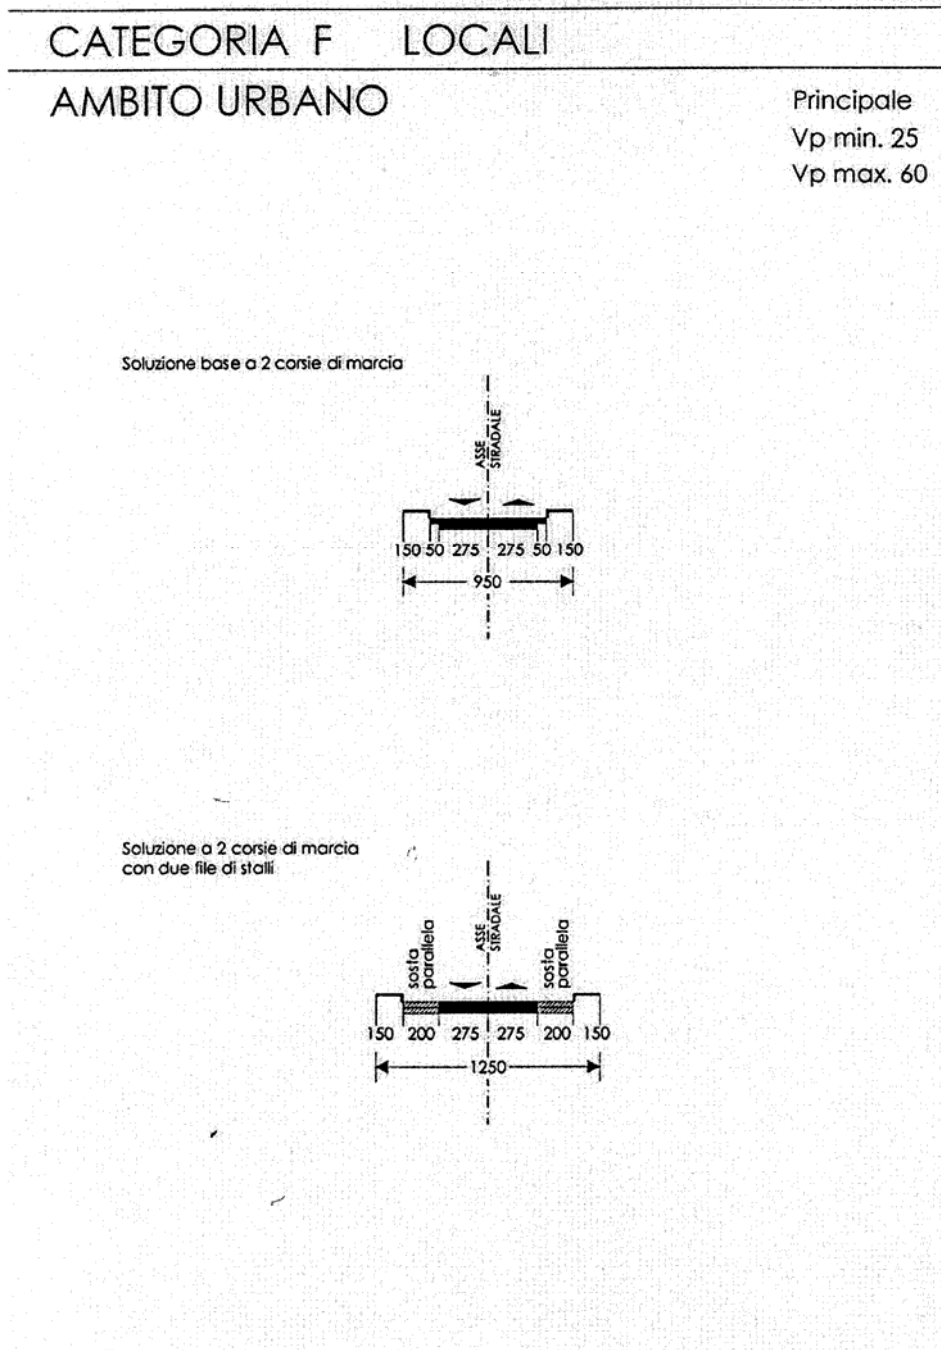 CATEGORIA F LOCALI
AMBITO URBANO
Principale
Vp min. 25
Vp max. 60
Soluzione base a 2 corsie di marcia
ASSE
STRADALE
150 50 275 275 50 150
950
Soluzione a 2 corsie di marcia
con due file di stalli
sosta
parallela
ASSE
STRADALE
sosta
parallela
150 200 275 275 200 150
1250